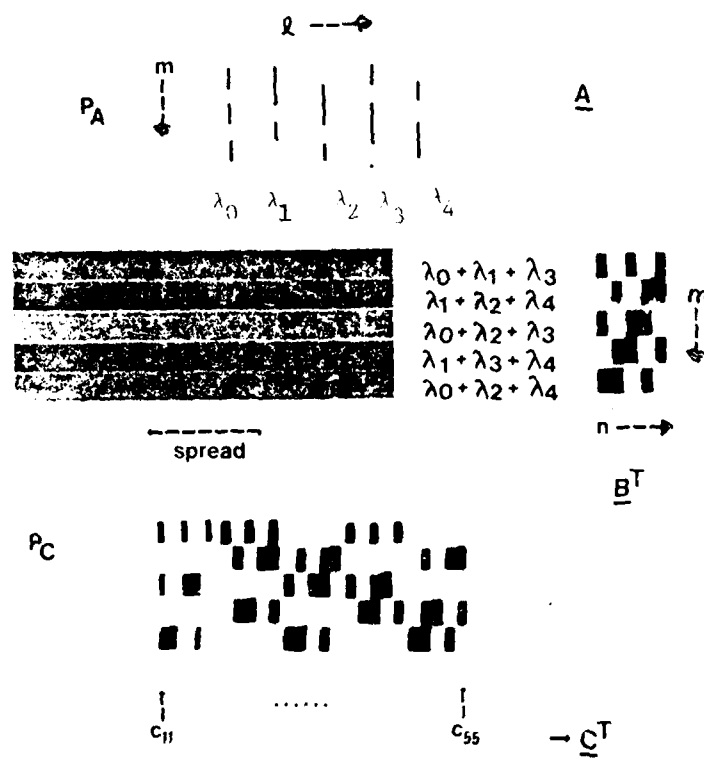 ℓ
m
P_A
A
λ0 λ1 λ2 λ3 λ4
λ0 + λ1 + λ3
λ1 + λ2 + λ4
λ0 + λ2 + λ3
λ1 + λ3 + λ4
λ0 + λ2 + λ4
m
n
spread
B^T
P_C
......
c11
c55
→ C^T